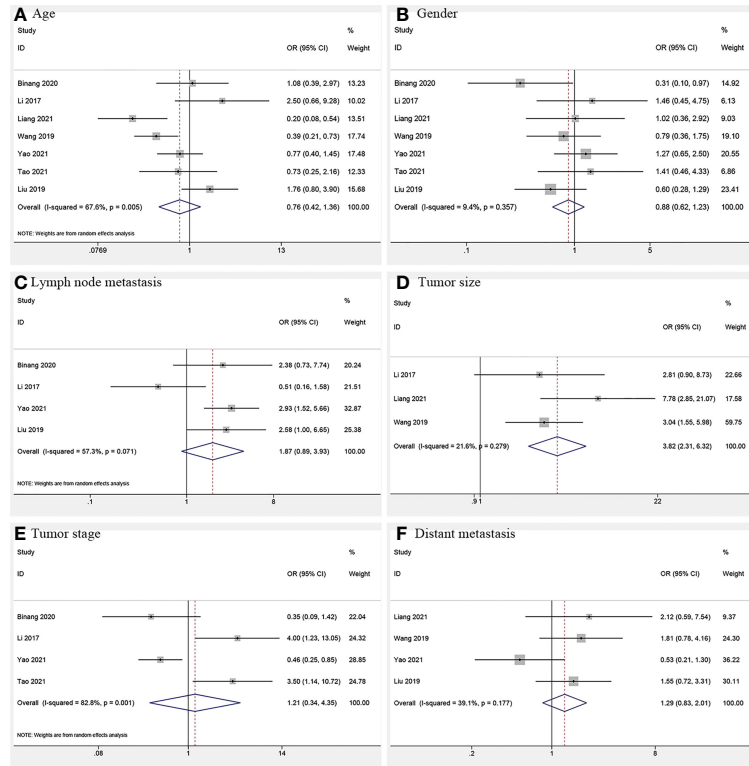 A Age
Study %
ID OR (95% CI) Weight
Binang 2020 1.08 (0.39, 2.97) 13.23
Li 2017 2.50 (0.66, 9.28) 10.02
Liang 2021 0.20 (0.08, 0.54) 13.51
Wang 2019 0.39 (0.21, 0.73) 17.74
Yao 2021 0.77 (0.40, 1.45) 17.48
Tao 2021 0.73 (0.25, 2.16) 12.33
Liu 2019 1.76 (0.80, 3.90) 15.68
Overall (I-squared = 67.6%, p = 0.005) 0.76 (0.42, 1.36) 100.00
NOTE: Weights are from random effects analysis
.0769 1 13
B Gender
Study %
ID OR (95% CI) Weight
Binang 2020 0.31 (0.10, 0.97) 14.92
Li 2017 1.46 (0.45, 4.75) 6.13
Liang 2021 1.02 (0.36, 2.92) 9.03
Wang 2019 0.79 (0.36, 1.75) 19.10
Yao 2021 1.27 (0.65, 2.50) 20.55
Tao 2021 1.41 (0.46, 4.33) 6.86
Liu 2019 0.60 (0.28, 1.29) 23.41
Overall (I-squared = 9.4%, p = 0.357) 0.88 (0.62, 1.23) 100.00
.1 1 5
C Lymph node metastasis
Study %
ID OR (95% CI) Weight
Binang 2020 2.38 (0.73, 7.74) 20.24
Li 2017 0.51 (0.16, 1.58) 21.51
Yao 2021 2.93 (1.52, 5.66) 32.87
Liu 2019 2.58 (1.00, 6.65) 25.38
Overall (I-squared = 57.3%, p = 0.071) 1.87 (0.89, 3.93) 100.00
NOTE: Weights are from random effects analysis
.1 1 8
D Tumor size
Study %
ID OR (95% CI) Weight
Li 2017 2.81 (0.90, 8.73) 22.66
Liang 2021 7.78 (2.85, 21.07) 17.58
Wang 2019 3.04 (1.55, 5.98) 59.75
Overall (I-squared = 21.6%, p = 0.279) 3.82 (2.31, 6.32) 100.00
.9 1 22
E Tumor stage
Study %
ID OR (95% CI) Weight
Binang 2020 0.35 (0.09, 1.42) 22.04
Li 2017 4.00 (1.23, 13.05) 24.32
Yao 2021 0.46 (0.25, 0.85) 28.85
Tao 2021 3.50 (1.14, 10.72) 24.78
Overall (I-squared = 82.8%, p = 0.001) 1.21 (0.34, 4.35) 100.00
NOTE: Weights are from random effects analysis
.08 1 14
F Distant metastasis
Study %
ID OR (95% CI) Weight
Liang 2021 2.12 (0.59, 7.54) 9.37
Wang 2019 1.81 (0.78, 4.16) 24.30
Yao 2021 0.53 (0.21, 1.30) 36.22
Liu 2019 1.55 (0.72, 3.31) 30.11
Overall (I-squared = 39.1%, p = 0.177) 1.29 (0.83, 2.01) 100.00
.2 1 8